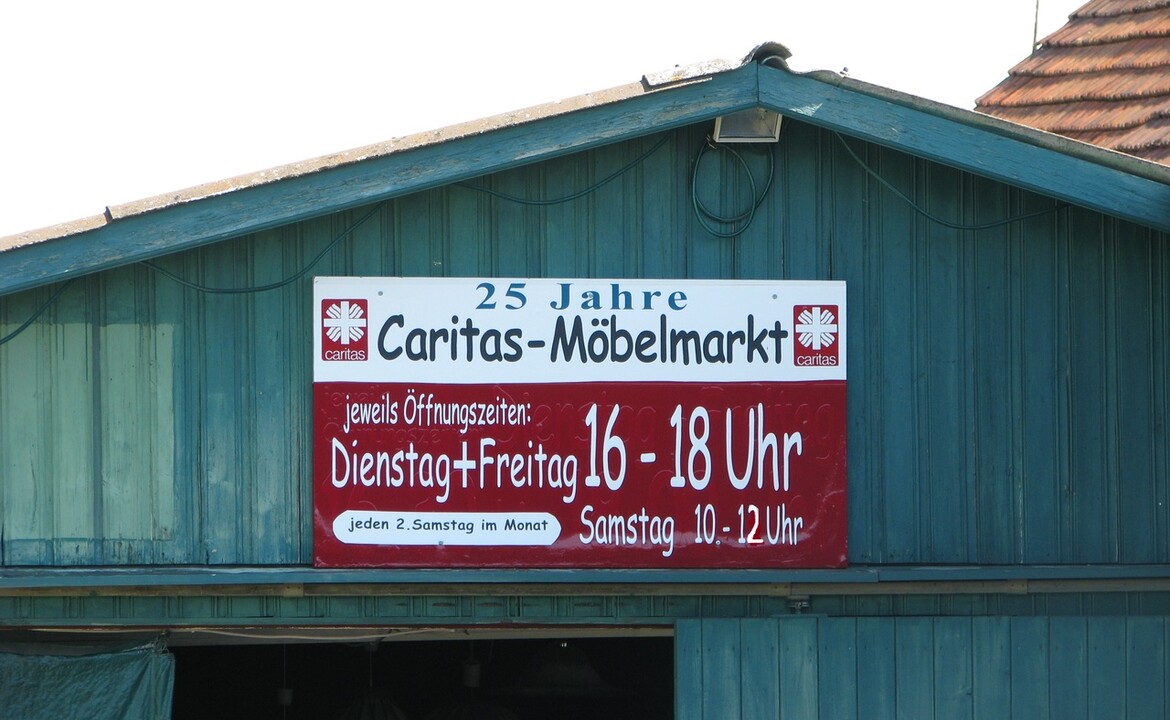 25 Jahre
Caritas-Möbelmarkt
caritas
caritas
jeweils Öffnungszeiten:
Dienstag+Freitag 16 - 18 Uhr
jeden 2. Samstag im Monat
Samstag 10.- 12 Uhr